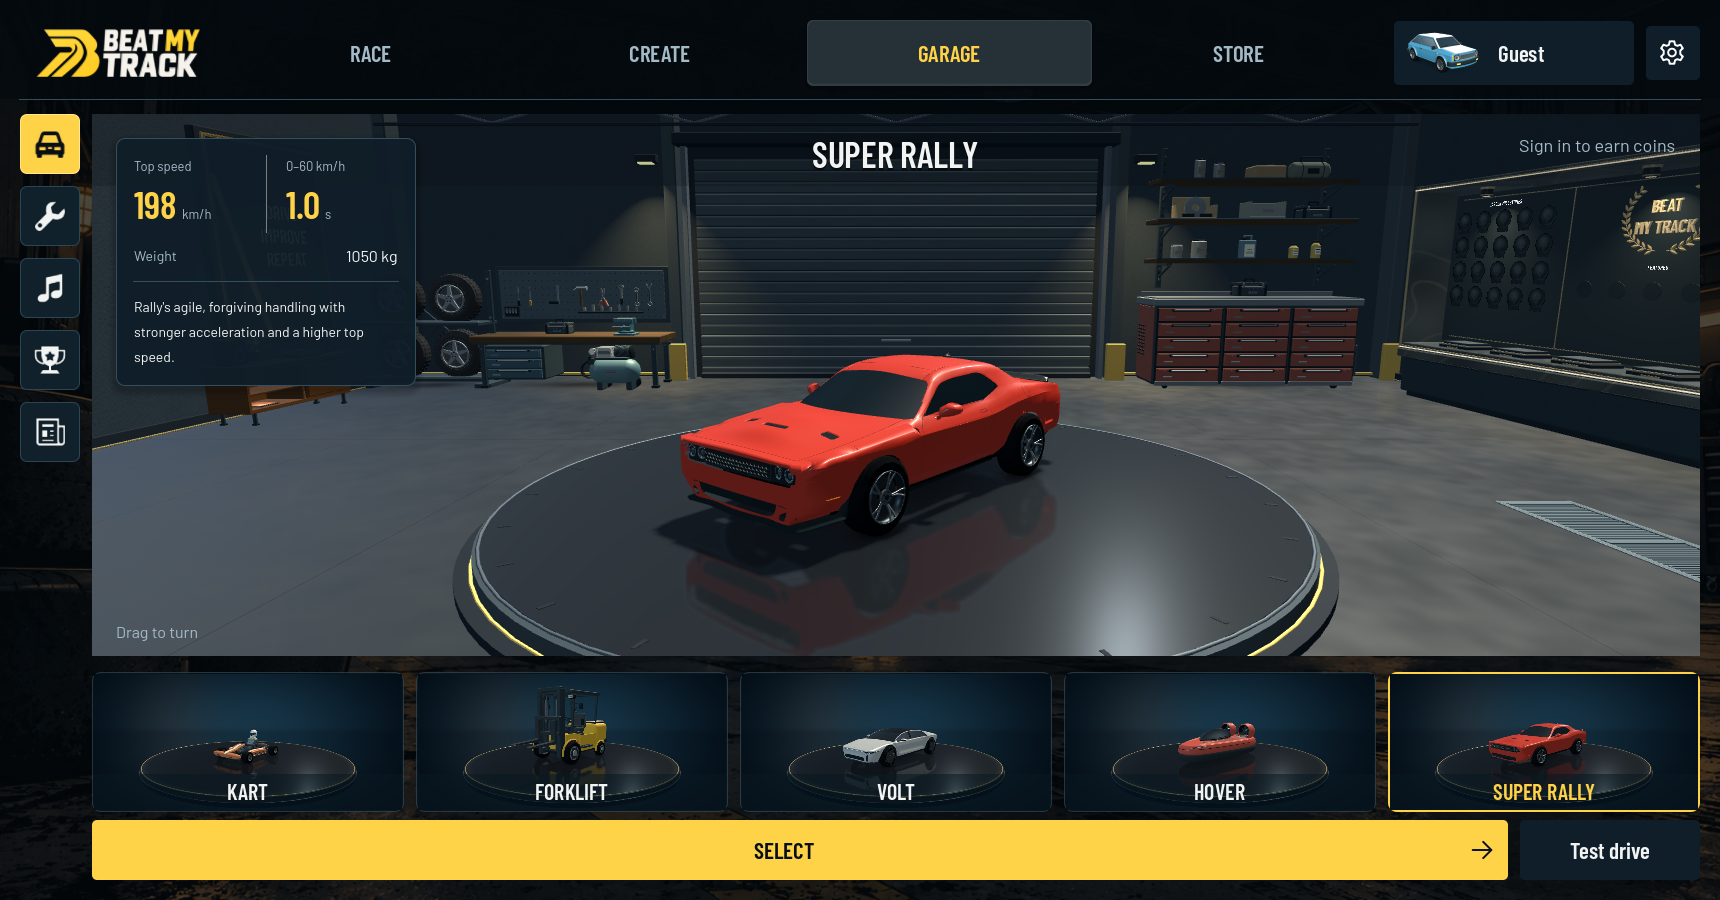 BEAT MY
TRACK
RACE
CREATE
GARAGE
STORE
Guest
SUPER RALLY
Sign in to earn coins
Top speed
0–60 km/h
198 km/h
1.0 s
IMPROVE
REPEAT
Weight
1050 kg
Rally's agile, forgiving handling with
stronger acceleration and a higher top
speed.
BEAT
MY TRACK
Drag to turn
KART
FORKLIFT
VOLT
HOVER
SUPER RALLY
SELECT
Test drive